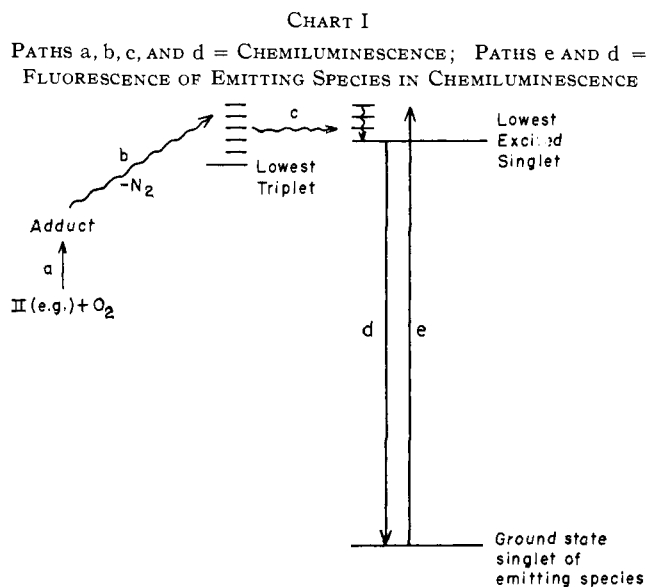 CHART I
PATHS a, b, c, AND d = CHEMILUMINESCENCE; PATHS e AND d =
FLUORESCENCE OF EMITTING SPECIES IN CHEMILUMINESCENCE
c
Lowest
Excited
Singlet
b
-N₂
Lowest
Triplet
Adduct
a
II (e.g.) + O₂
d
e
Ground state
singlet of
emitting species